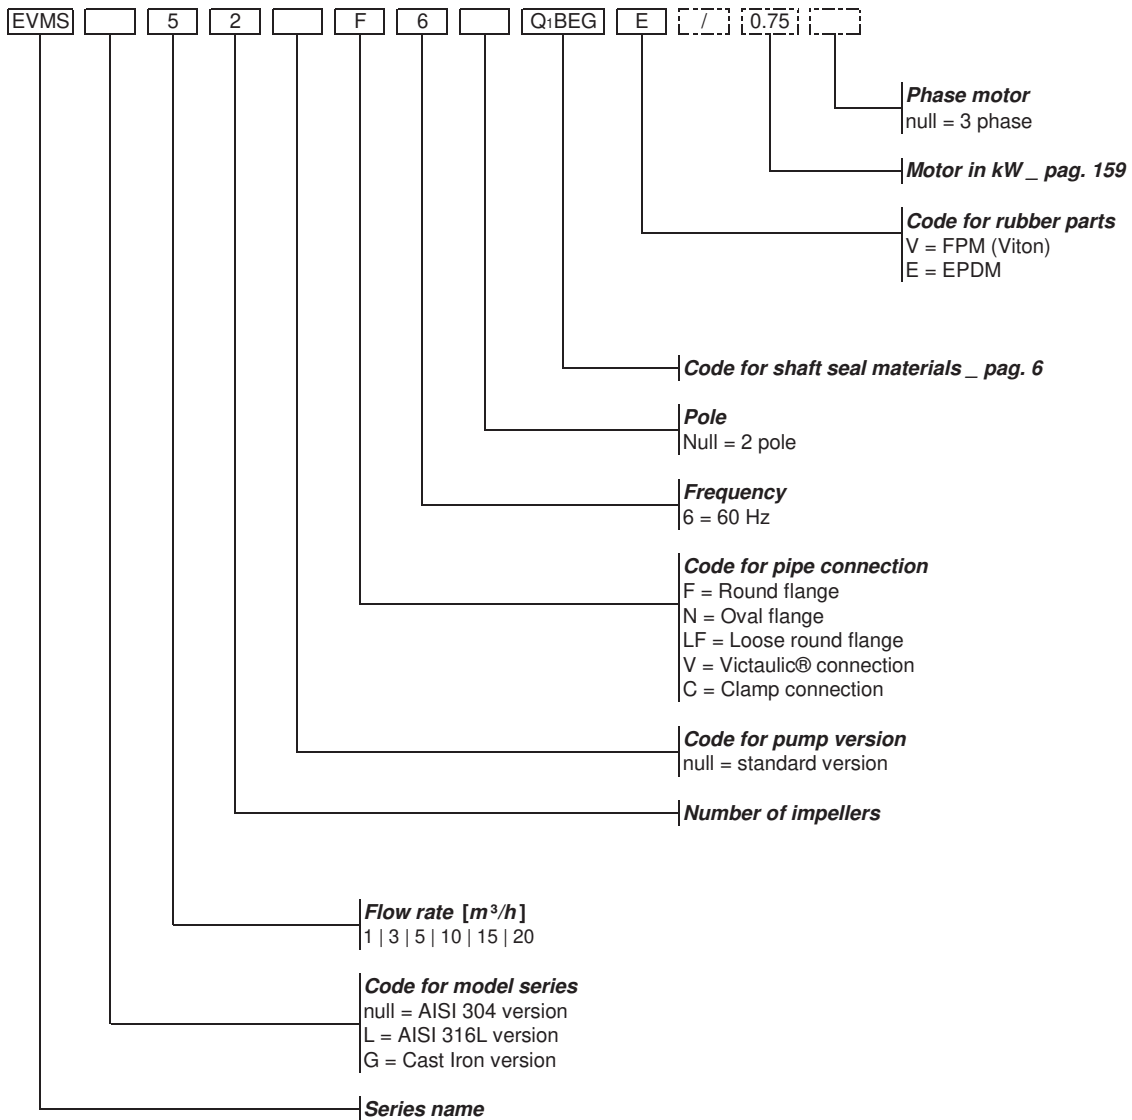 EVMS 5 2 F 6 Q1BEG E / 0.75
Phase motor
null = 3 phase
Motor in kW _ pag. 159
Code for rubber parts
V = FPM (Viton)
E = EPDM
Code for shaft seal materials _ pag. 6
Pole
Null = 2 pole
Frequency
6 = 60 Hz
Code for pipe connection
F = Round flange
N = Oval flange
LF = Loose round flange
V = Victaulic® connection
C = Clamp connection
Code for pump version
null = standard version
Number of impellers
Flow rate [m³/h]
1 | 3 | 5 | 10 | 15 | 20
Code for model series
null = AISI 304 version
L = AISI 316L version
G = Cast Iron version
Series name